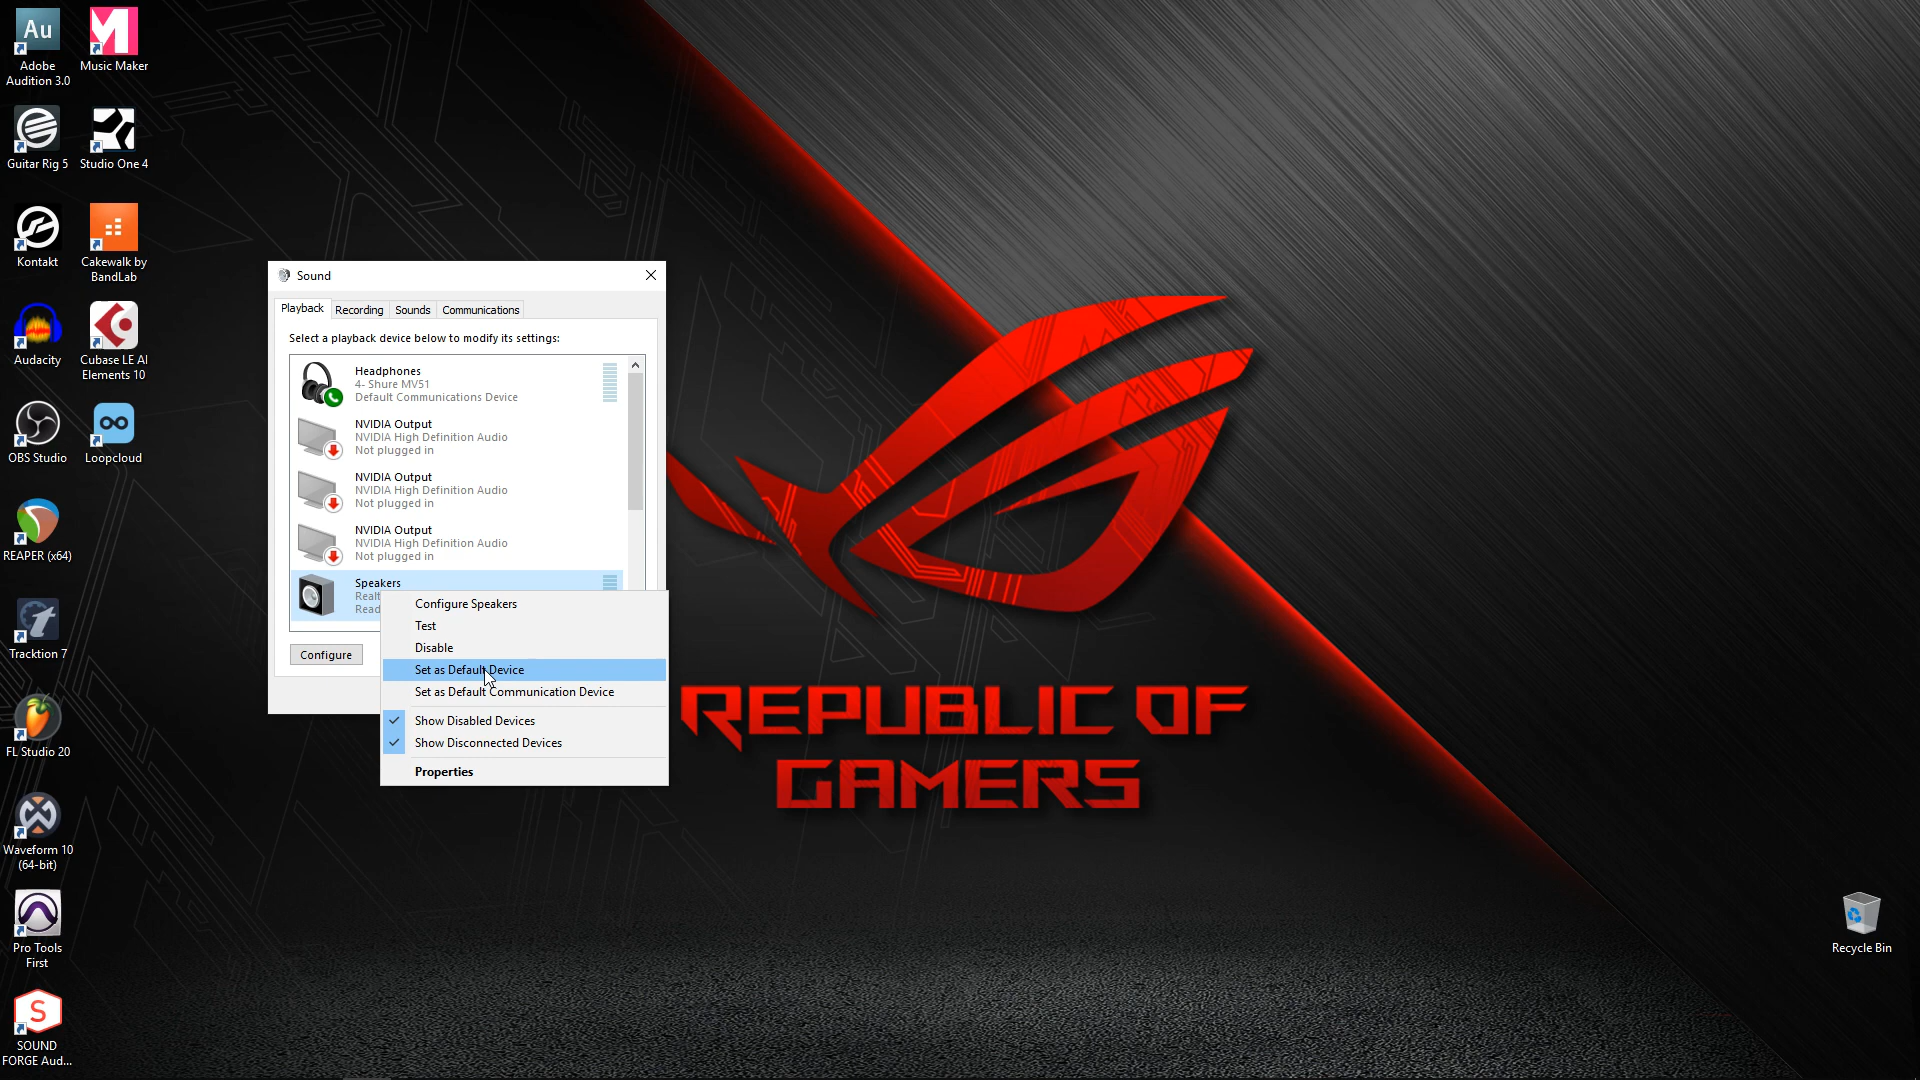 Au
Adobe
Audition 3.0
Music Maker
Guitar Rig 5
Studio One 4
Kontakt
Cakewalk by
BandLab
Audacity
Cubase LE AI
Elements 10
OBS Studio
Loopcloud
REAPER (x64)
Tracktion 7
FL Studio 20
Waveform 10
(64-bit)
Pro Tools
First
S
SOUND
FORGE Aud...
Sound
Playback
Recording
Sounds
Communications
Select a playback device below to modify its settings:
Headphones
4- Shure MV51
Default Communications Device
NVIDIA Output
NVIDIA High Definition Audio
Not plugged in
NVIDIA Output
NVIDIA High Definition Audio
Not plugged in
NVIDIA Output
NVIDIA High Definition Audio
Not plugged in
Speakers
Realt
Read
Configure
Configure Speakers
Test
Disable
Set as Default Device
Set as Default Communication Device
Show Disabled Devices
Show Disconnected Devices
Properties
REPUBLIC OF
GAMERS
Recycle Bin